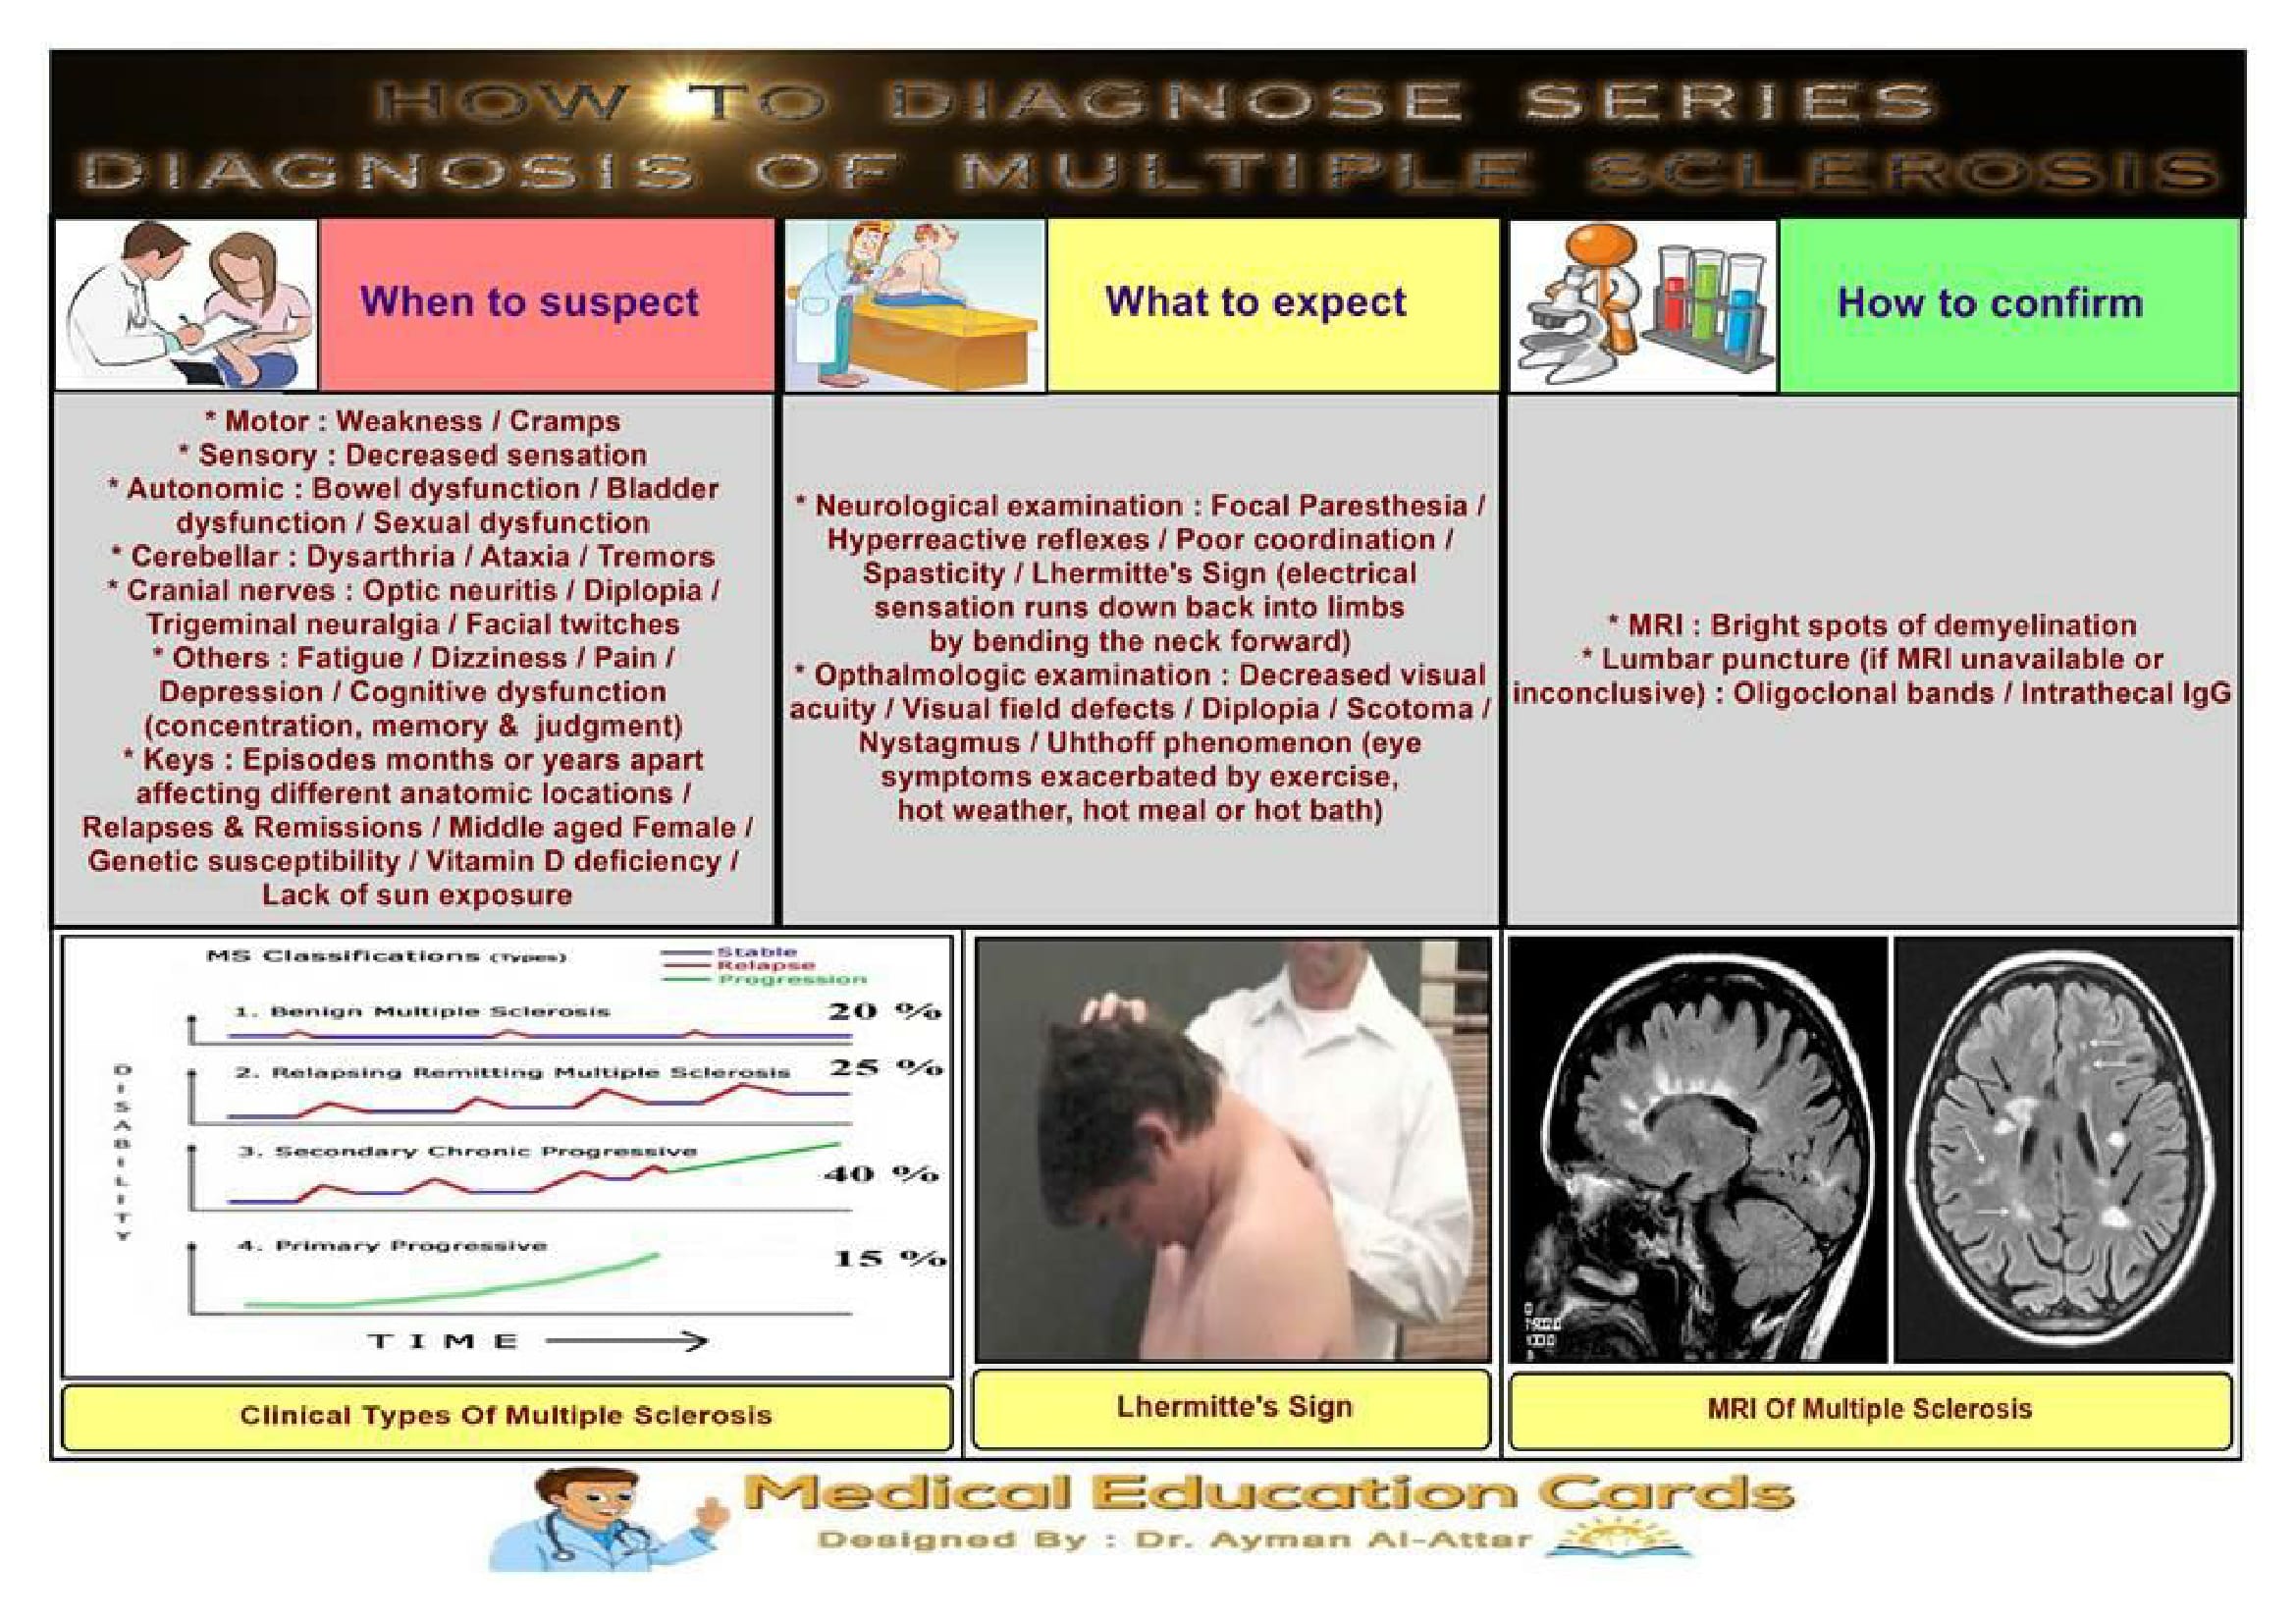 HOW TO DIAGNOSE SERIES
DIAGNOSIS OF MULTIPLE SCLEROSIS
When to suspect
* Motor : Weakness / Cramps
* Sensory : Decreased sensation
* Autonomic : Bowel dysfunction / Bladder
dysfunction / Sexual dysfunction
* Cerebellar : Dysarthria / Ataxia / Tremors
* Cranial nerves : Optic neuritis / Diplopia /
Trigeminal neuralgia / Facial twitches
* Others : Fatigue / Dizziness / Pain /
Depression / Cognitive dysfunction
(concentration, memory & judgment)
* Keys : Episodes months or years apart
affecting different anatomic locations /
Relapses & Remissions / Middle aged Female /
Genetic susceptibility / Vitamin D deficiency /
Lack of sun exposure
What to expect
* Neurological examination : Focal Paresthesia /
Hyperreactive reflexes / Poor coordination /
Spasticity / Lhermitte's Sign (electrical
sensation runs down back into limbs
by bending the neck forward)
* Opthalmologic examination : Decreased visual
acuity / Visual field defects / Diplopia / Scotoma /
Nystagmus / Uhthoff phenomenon (eye
symptoms exacerbated by exercise,
hot weather, hot meal or hot bath)
How to confirm
* MRI : Bright spots of demyelination
* Lumbar puncture (if MRI unavailable or
inconclusive) : Oligoclonal bands / Intrathecal IgG
MS Classifications (Types)
Stable
Relapse
Progression
1. Benign Multiple Sclerosis 20 %
2. Relapsing Remitting Multiple Sclerosis 25 %
3. Secondary Chronic Progressive 40 %
4. Primary Progressive 15 %
DISABILITY
TIME
Clinical Types Of Multiple Sclerosis
Lhermitte's Sign
MRI Of Multiple Sclerosis
Medical Education Cards
Designed By : Dr. Ayman Al-Attar